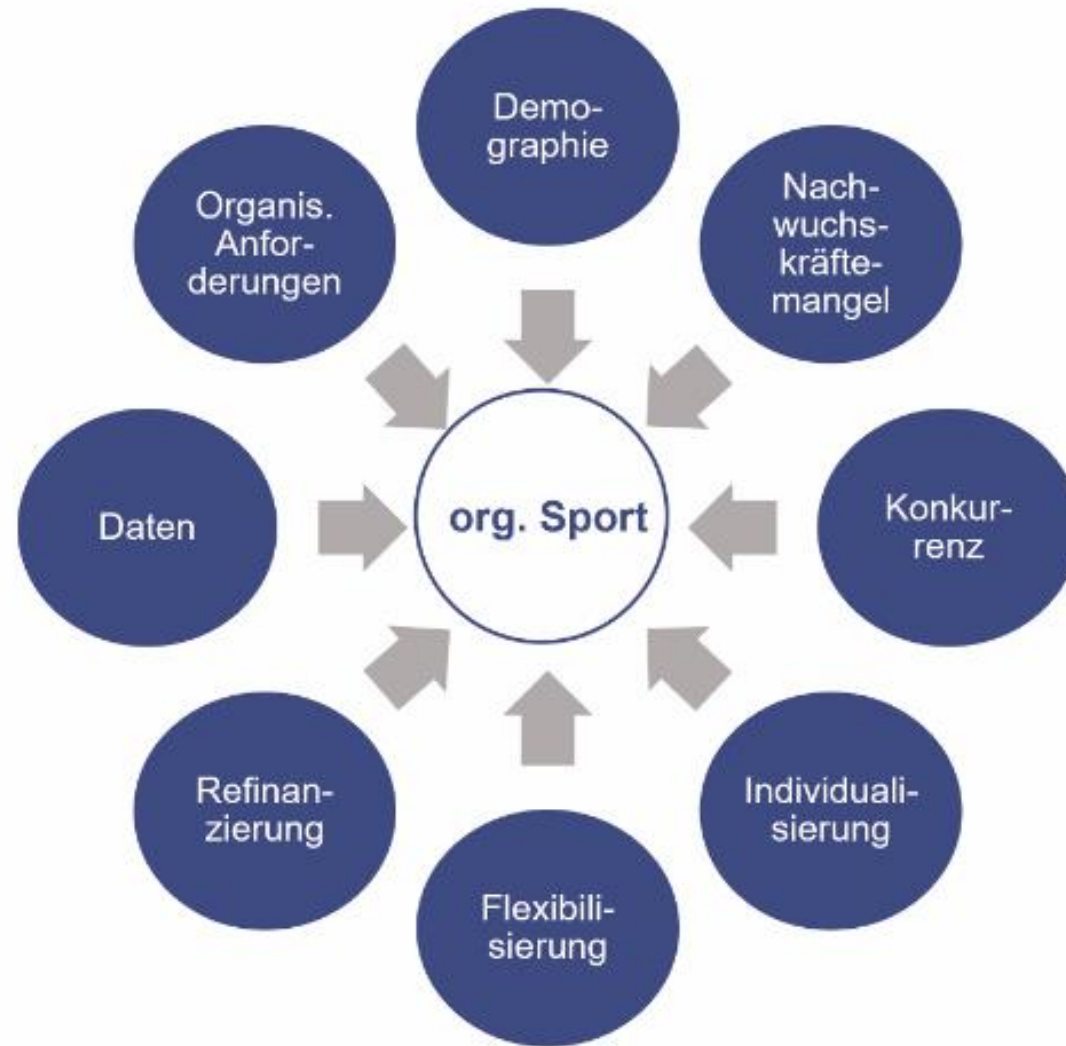 Demo-
graphie
Nach-
wuchs-
kräfte-
mangel
Konkur-
renz
Individuali-
sierung
Flexibili-
sierung
Refinan-
zierung
Daten
Organis.
Anfor-
derungen
org. Sport